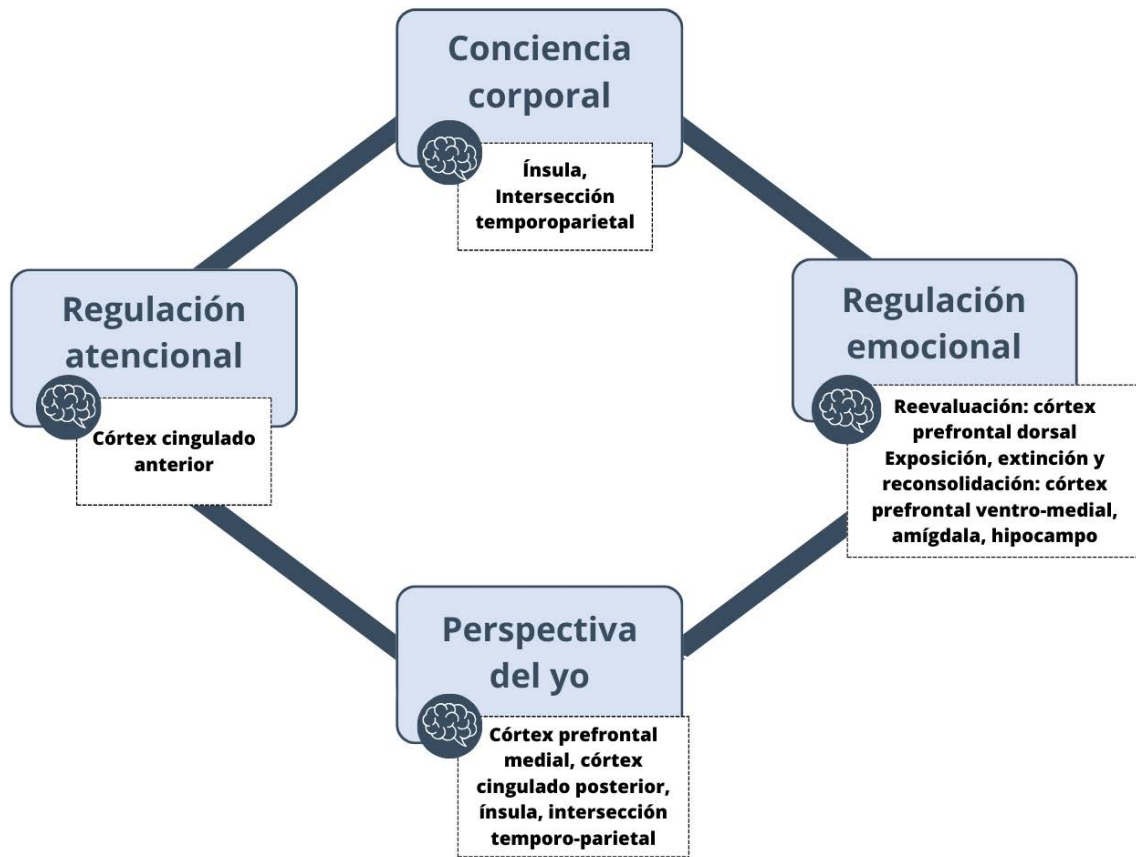 Conciencia
corporal
Ínsula,
Intersección
temporoparietal
Regulación
atencional
Córtex cingulado
anterior
Regulación
emocional
Reevaluación: córtex
prefrontal dorsal
Exposición, extinción y
reconsolidación: córtex
prefrontal ventro-medial,
amígdala, hipocampo
Perspectiva
del yo
Córtex prefrontal
medial, córtex
cingulado posterior,
ínsula, intersección
temporo-parietal